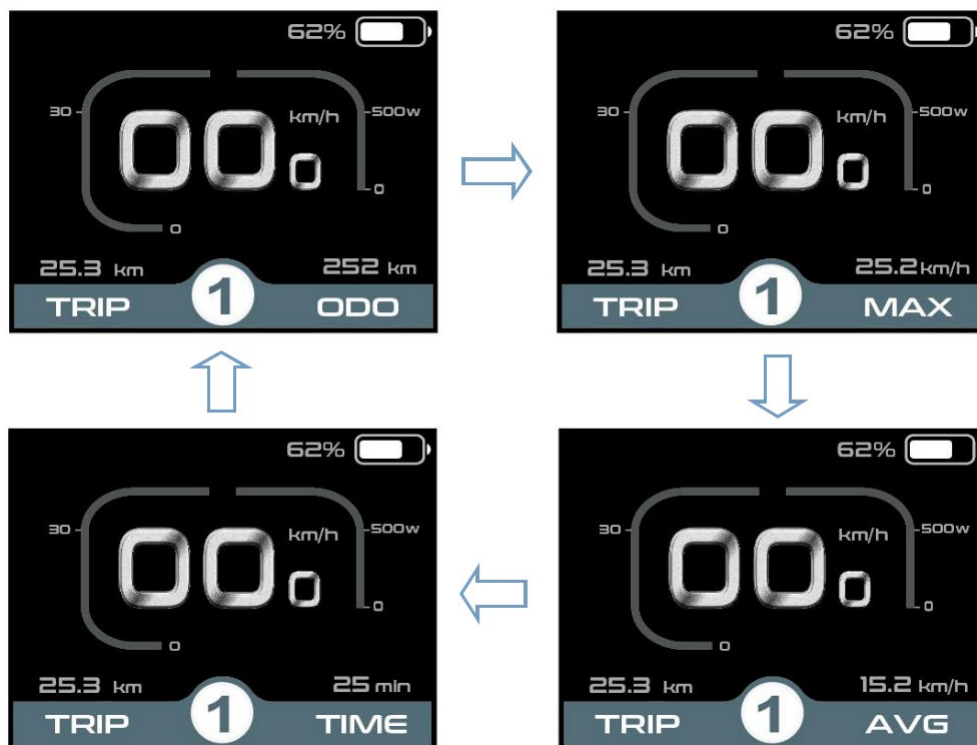 62%
30
500w
00.0
km/h
0
0
25.3 km
252 km
TRIP
1
ODO
62%
30
500w
00.0
km/h
0
0
25.3 km
25.2km/h
TRIP
1
MAX
62%
30
500w
00.0
km/h
0
0
25.3 km
25 min
TRIP
1
TIME
62%
30
500w
00.0
km/h
0
0
25.3 km
15.2 km/h
TRIP
1
AVG